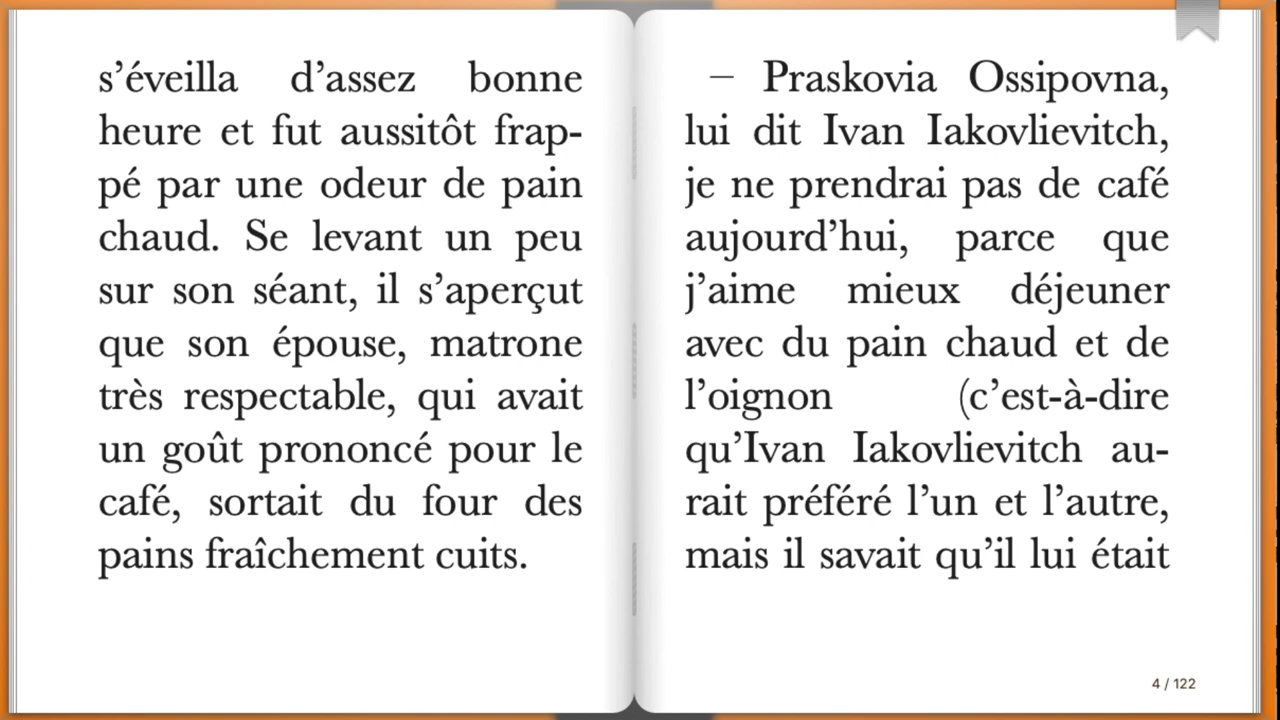 s’éveilla d’assez bonne
heure et fut aussitôt frap-
pé par une odeur de pain
chaud. Se levant un peu
sur son séant, il s’aperçut
que son épouse, matrone
très respectable, qui avait
un goût prononcé pour le
café, sortait du four des
pains fraîchement cuits.
– Praskovia Ossipovna,
lui dit Ivan Iakovlievitch,
je ne prendrai pas de café
aujourd’hui, parce que
j’aime mieux déjeuner
avec du pain chaud et de
l’oignon (c’est-à-dire
qu’Ivan Iakovlievitch au-
rait préféré l’un et l’autre,
mais il savait qu’il lui était
4 / 122